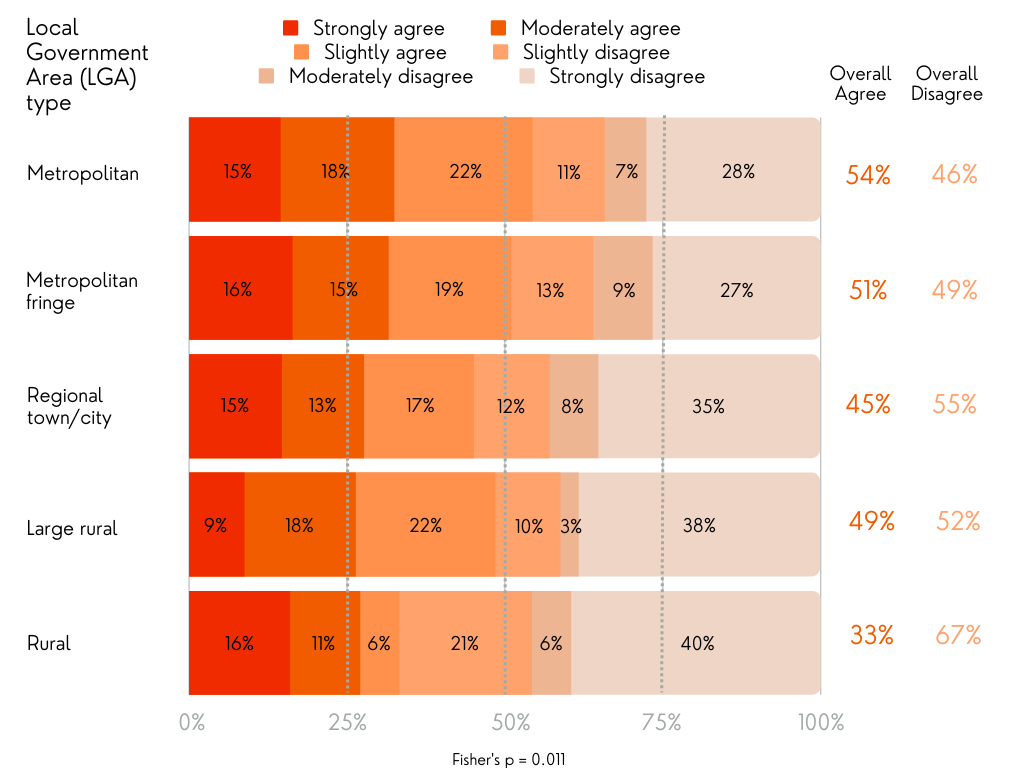 Local
Government
Area (LGA)
type
Strongly agree
Moderately agree
Slightly agree
Slightly disagree
Moderately disagree
Strongly disagree
Overall
Agree
Overall
Disagree
Metropolitan
15% 18% 22% 11% 7% 28% 54% 46%
Metropolitan
fringe
16% 15% 19% 13% 9% 27% 51% 49%
Regional
town/city
15% 13% 17% 12% 8% 35% 45% 55%
Large rural
9% 18% 22% 10% 3% 38% 49% 52%
Rural
16% 11% 6% 21% 6% 40% 33% 67%
0% 25% 50% 75% 100%
Fisher's p = 0.011